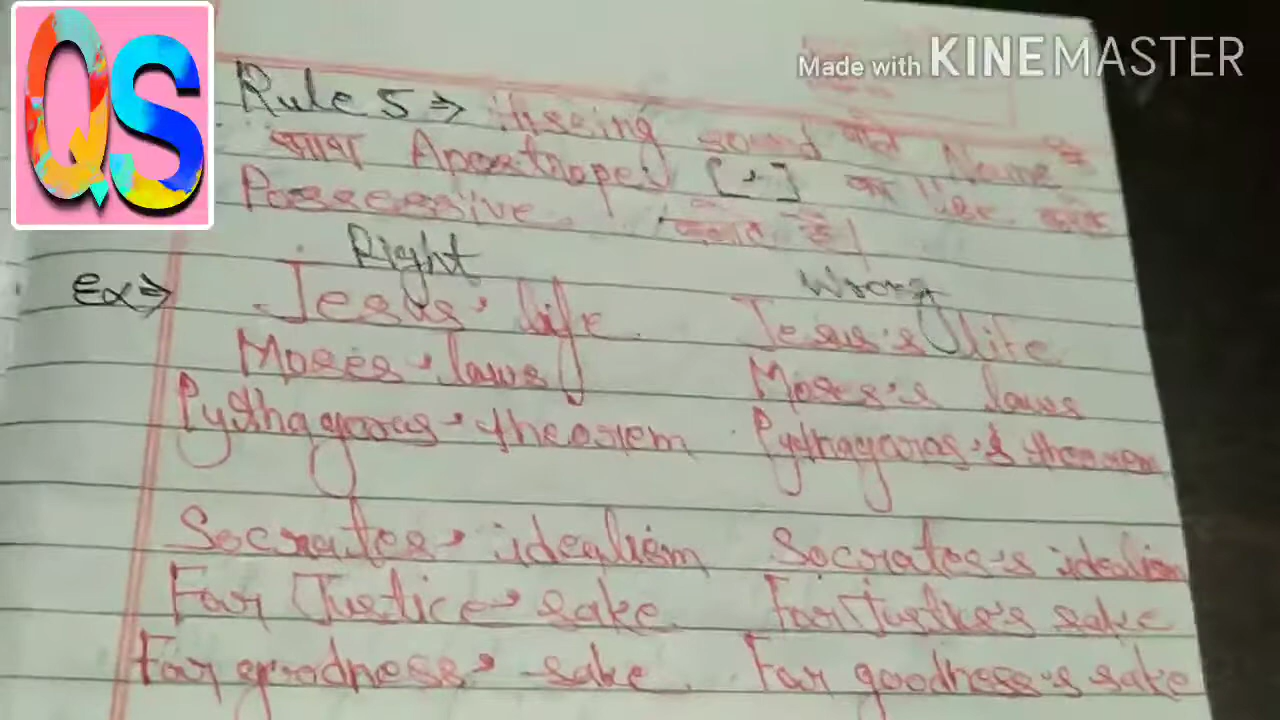 QS
Made with KINEMASTER
Rule 5 ⇒ Hissing sound वाले Name के
साथ Apostrophe [ ' ] का use करके
Possessive बनाते है।
Right Wrong
Ex ⇒ Jesus' life Jesus's life
Moses' laws Moses's laws
Pythagoras' theorem Pythagoras's theorem
Socrates' idealism Socrates's idealism
For Justice' sake For Justice's sake
For goodness' sake For goodness's sake